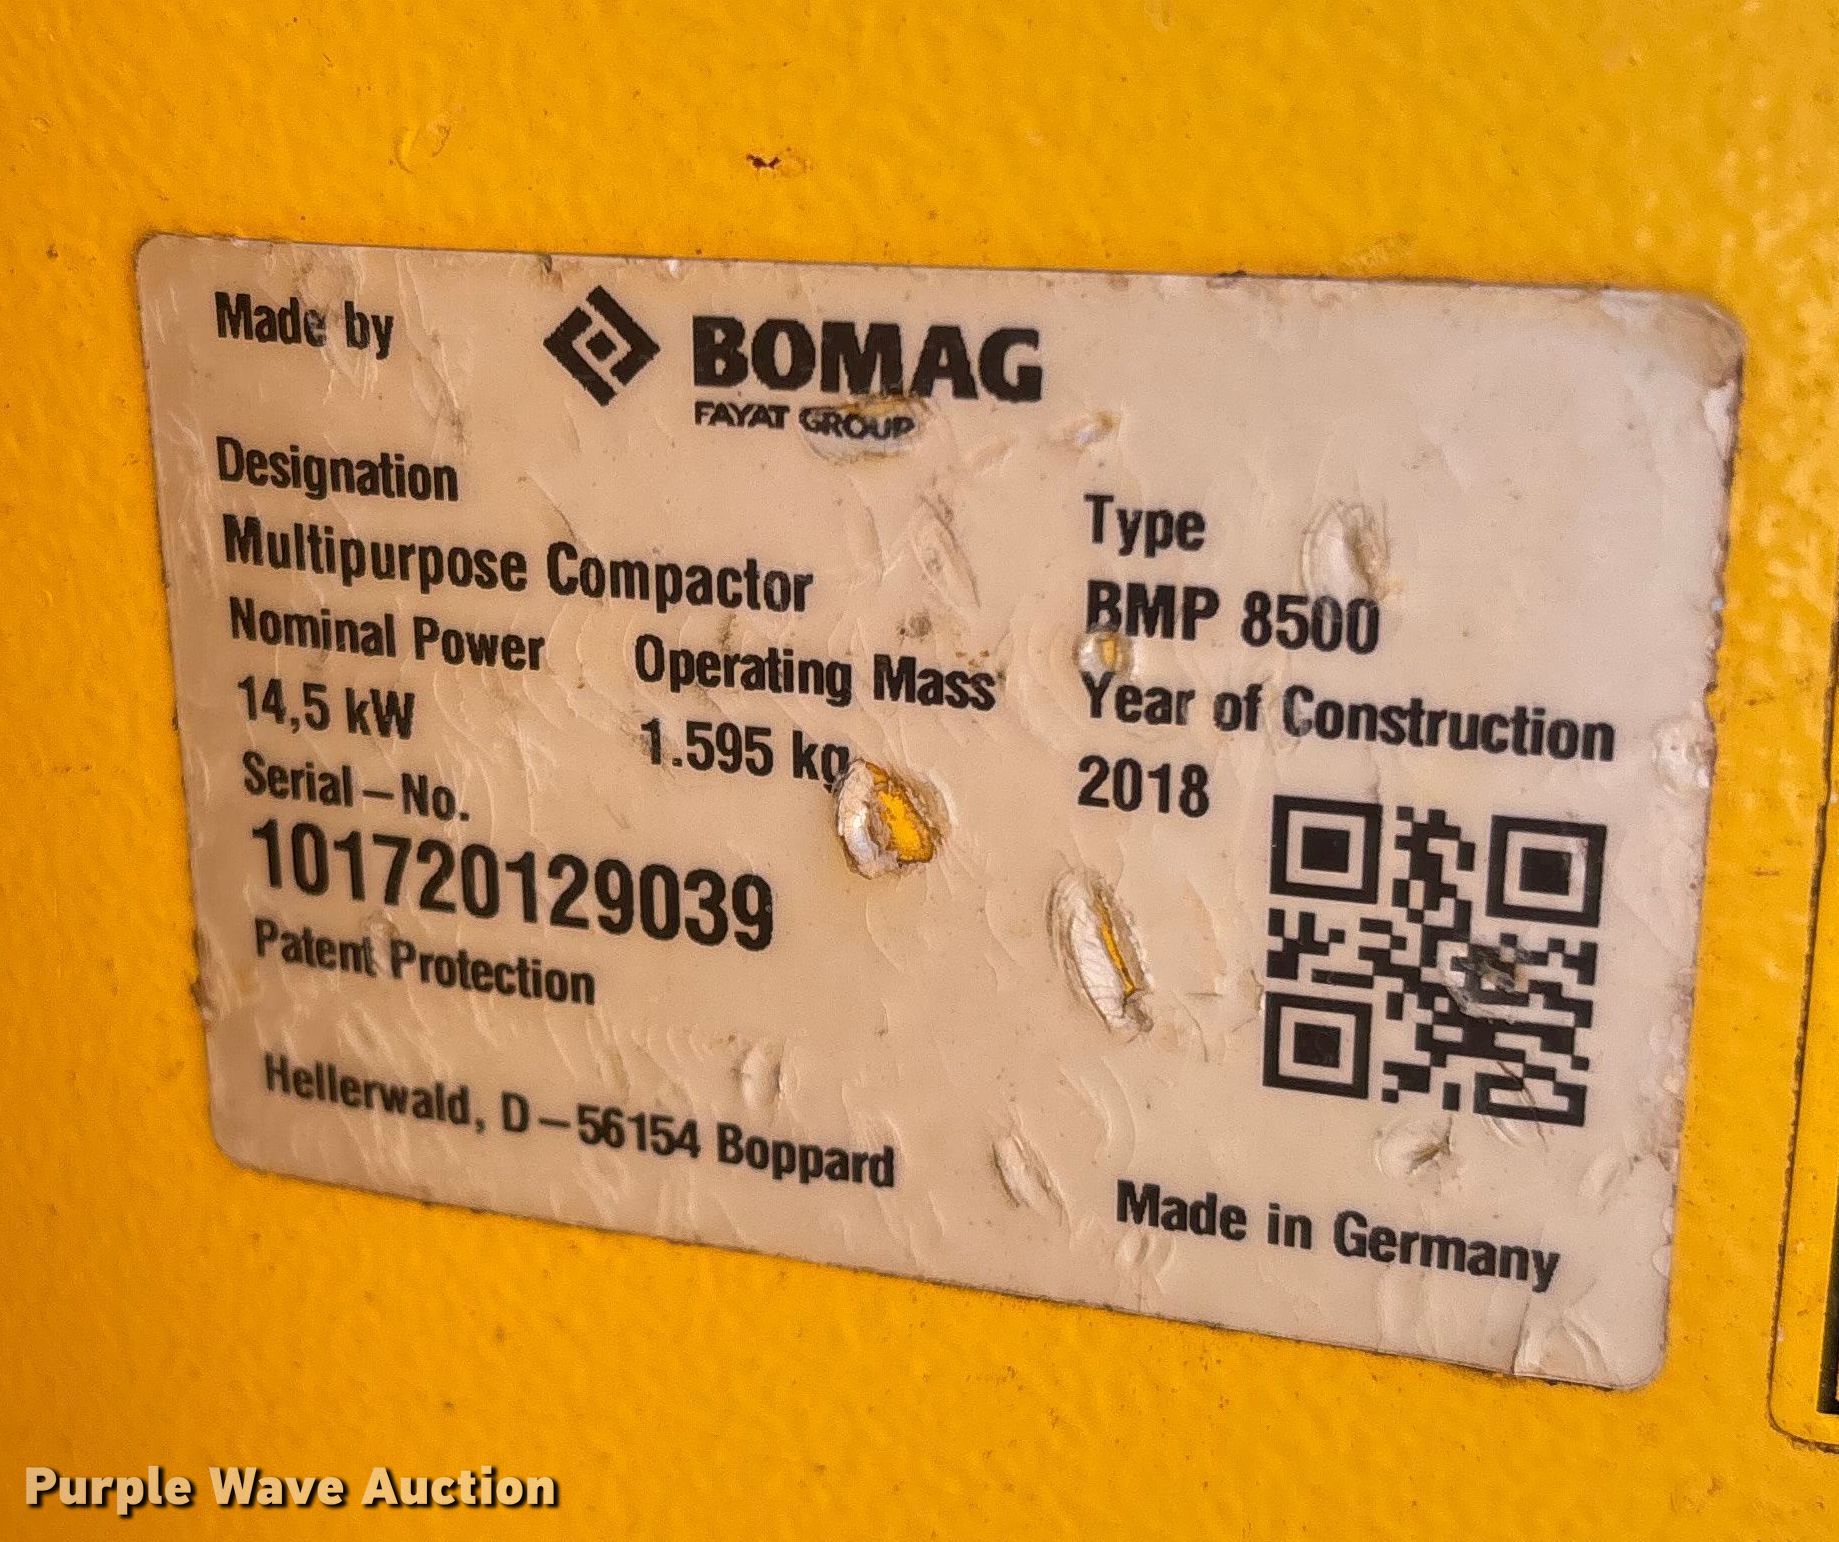 Made by
BOMAG
FAYAT GROUP
Designation
Type
Multipurpose Compactor
BMP 8500
Nominal Power
Operating Mass
Year of Construction
14,5 kW
1.595 kg
2018
Serial-No.
101720129039
Patent Protection
Hellerwald, D-56154 Boppard
Made in Germany
Purple Wave Auction